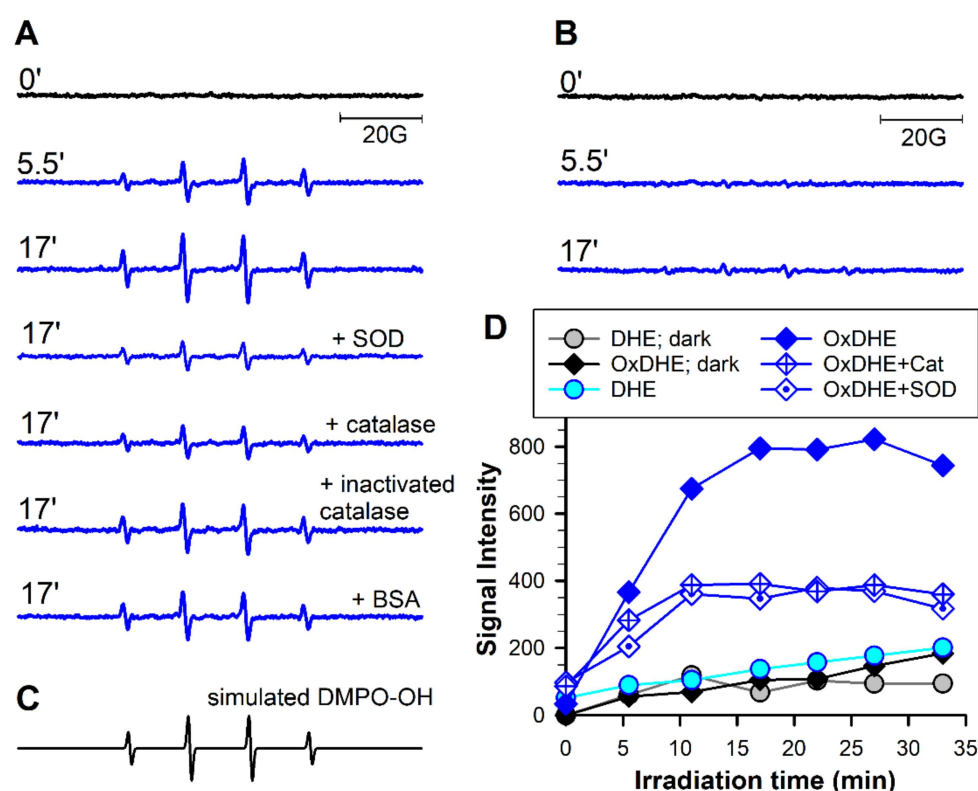 A
0'
20G
5.5'
17'
17'
+ SOD
17'
+ catalase
17'
+ inactivated
catalase
17'
+ BSA
C
simulated DMPO-OH
B
0'
20G
5.5'
17'
D
DHE; dark
OxDHE; dark
DHE
OxDHE
OxDHE+Cat
OxDHE+SOD
Signal Intensity
800
600
400
200
0
0 5 10 15 20 25 30 35
Irradiation time (min)